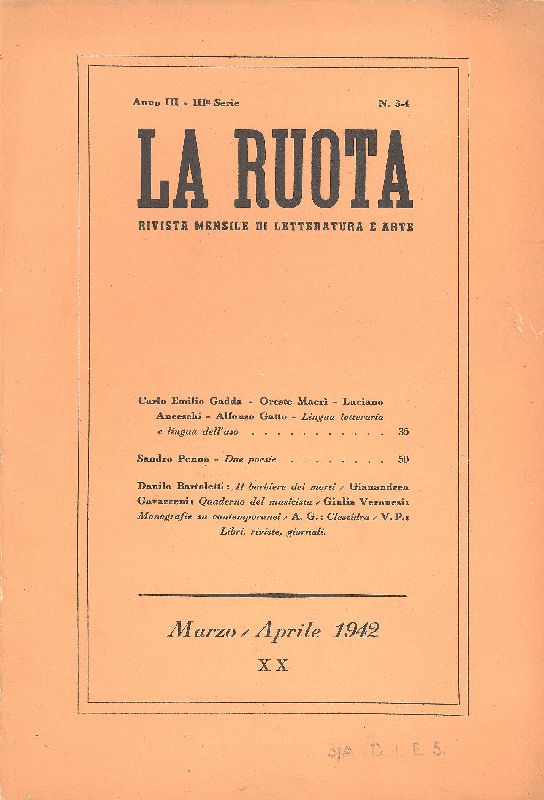 Anno III - IIIª Serie N. 3-4
LA RUOTA
RIVISTA MENSILE DI LETTERATURA E ARTE
Carlo Emilio Gadda - Oreste Macrì - Luciano
Anceschi - Alfonso Gatto - Lingua letteraria
e lingua dell'uso . . . . . . . . . . . 35
Sandro Penna - Due poesie . . . . . . . . 50
Danilo Bartoletti: Il barbiere dei morti / Gianandrea
Gavazzeni: Quaderno del musicista / Giulia Veronesi:
Monografie su contemporanei / A. G.: Clessidra / V. P.:
Libri, riviste, giornali.
Marzo / Aprile 1942
XX
D. I. E. S.